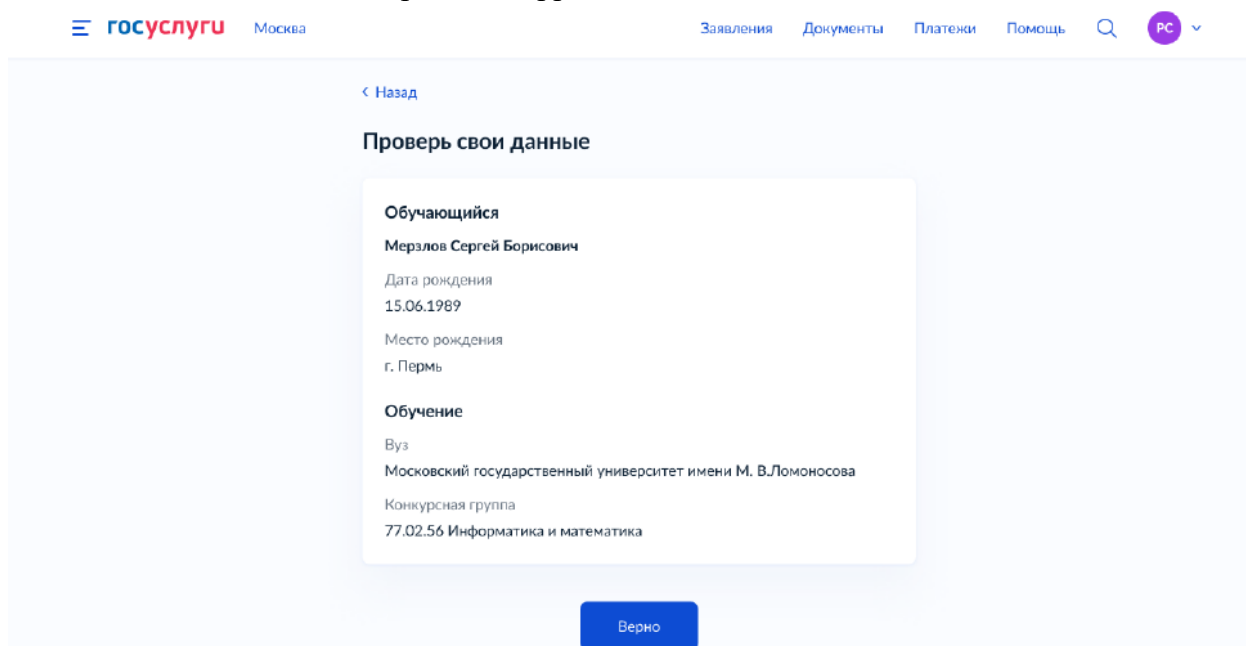 госуслуги Москва Заявления Документы Платежи Помощь РС
Назад
Проверь свои данные
Обучающийся
Мерзлов Сергей Борисович
Дата рождения
15.06.1989
Место рождения
г. Пермь
Обучение
Вуз
Московский государственный университет имени М. В.Ломоносова
Конкурсная группа
77.02.56 Информатика и математика
Верно